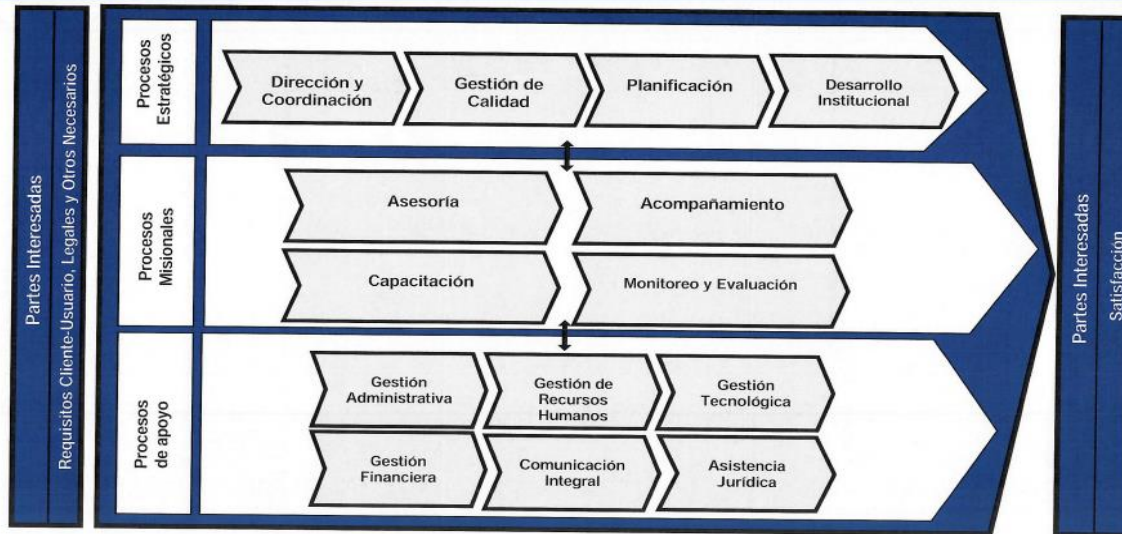 Partes Interesadas
Requisitos Cliente-Usuario, Legales y Otros Necesarios
Procesos
Estratégicos
Dirección y
Coordinación
Gestión de
Calidad
Planificación
Desarrollo
Institucional
Procesos
Misionales
Asesoría
Acompañamiento
Capacitación
Monitoreo y Evaluación
Procesos
de apoyo
Gestión
Administrativa
Gestión de
Recursos
Humanos
Gestión
Tecnológica
Gestión
Financiera
Comunicación
Integral
Asistencia
Jurídica
Partes Interesadas
Satisfacción